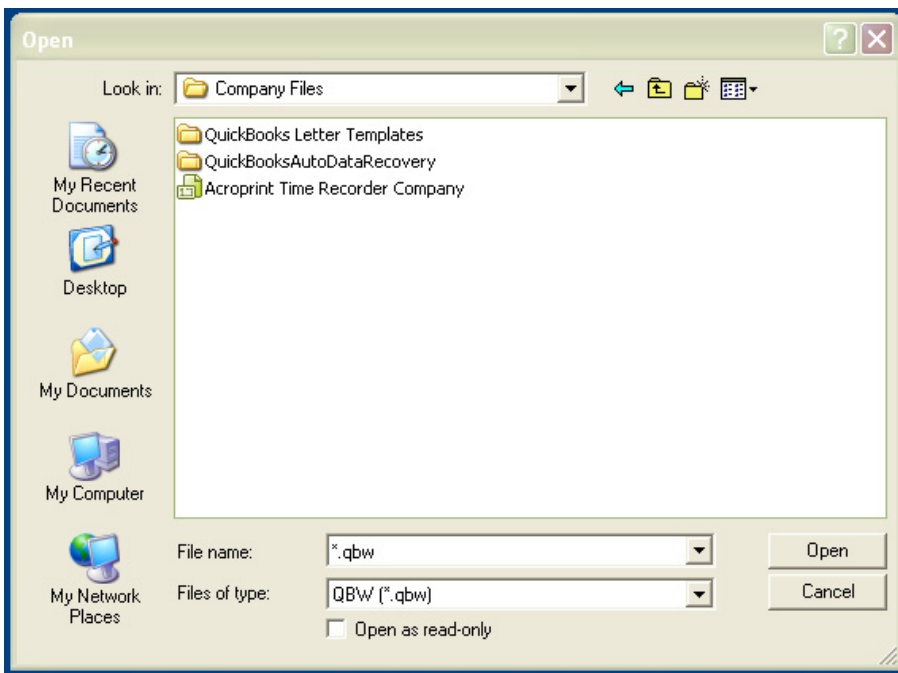 Open
Look in: Company Files
QuickBooks Letter Templates
QuickBooksAutoDataRecovery
Acroprint Time Recorder Company
My Recent
Documents
Desktop
My Documents
My Computer
My Network
Places
File name: *.qbw
Open
Files of type: QBW (*.qbw)
Cancel
Open as read-only